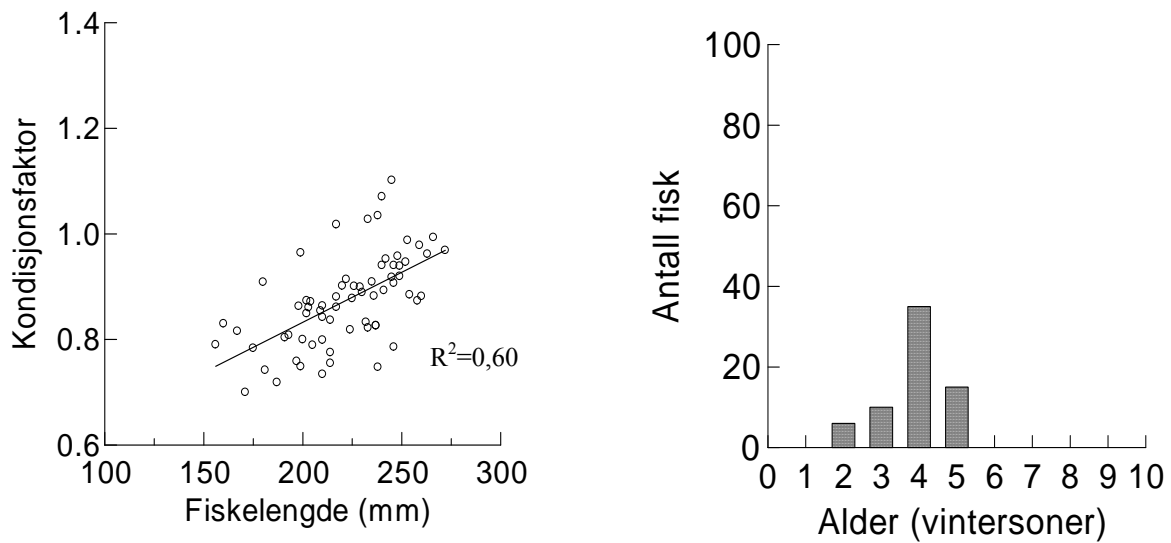 Kondisjonsfaktor
1.4
1.2
1.0
0.8
0.6
100 150 200 250 300
Fiskelengde (mm)
R²=0,60
Antall fisk
100
80
60
40
20
0
0 1 2 3 4 5 6 7 8 9 10
Alder (vintersoner)